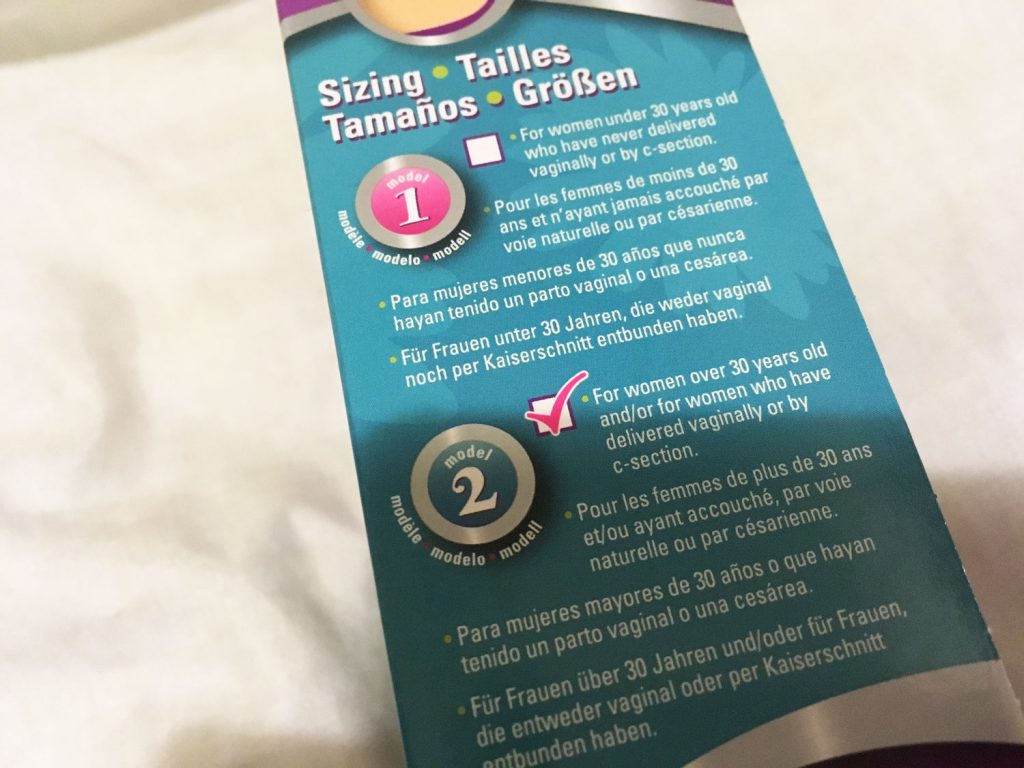 Sizing • Tailles
Tamaños • Größen
model
1
modèle • modelo • modell
• For women under 30 years old
who have never delivered
vaginally or by c-section.
• Pour les femmes de moins de 30
ans et n'ayant jamais accouché par
voie naturelle ou par césarienne.
• Para mujeres menores de 30 años que nunca
hayan tenido un parto vaginal o una cesárea.
• Für Frauen unter 30 Jahren, die weder vaginal
noch per Kaiserschnitt entbunden haben.
model
2
modèle • modelo • modell
• For women over 30 years old
and/or for women who have
delivered vaginally or by
c-section.
• Pour les femmes de plus de 30 ans
et/ou ayant accouché, par voie
naturelle ou par césarienne.
• Para mujeres mayores de 30 años o que hayan
tenido un parto vaginal o una cesárea.
• Für Frauen über 30 Jahren und/oder für Frauen,
die entweder vaginal oder per Kaiserschnitt
entbunden haben.